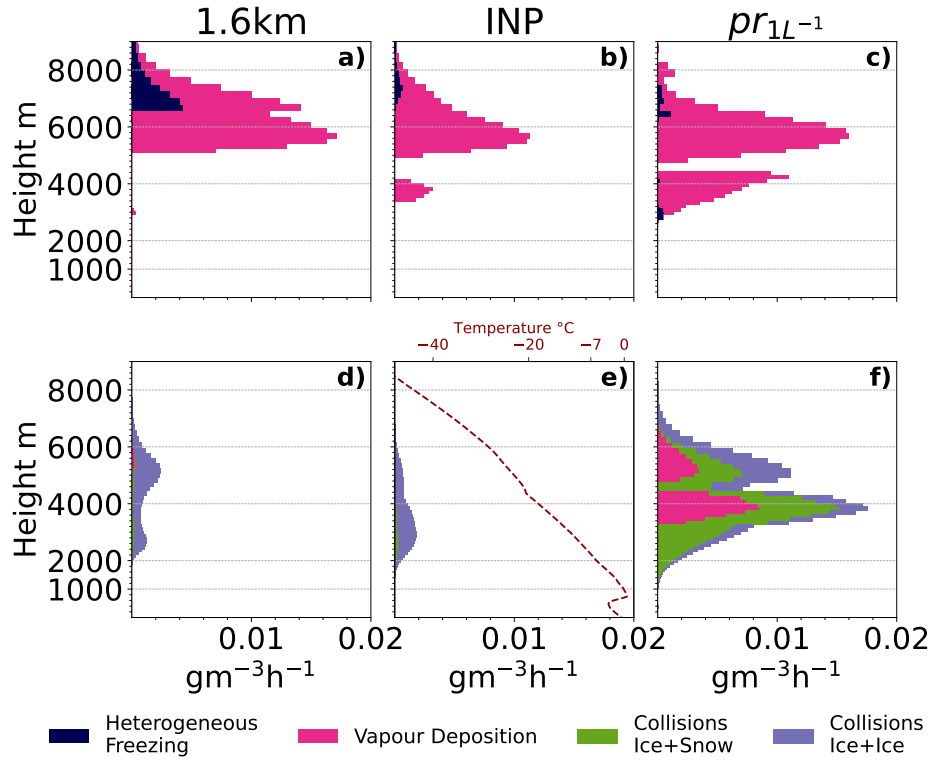 1.6km INP pr1L−1
a) b) c)
8000
6000
4000
2000
1000
Height m
Temperature °C
−40 −20 −7 0
d) e) f)
8000
6000
4000
2000
1000
Height m
0.01 0.02 0.01 0.02 0.01 0.02
gm−3h−1 gm−3h−1 gm−3h−1
Heterogeneous
Freezing
Vapour Deposition
Collisions
Ice+Snow
Collisions
Ice+Ice